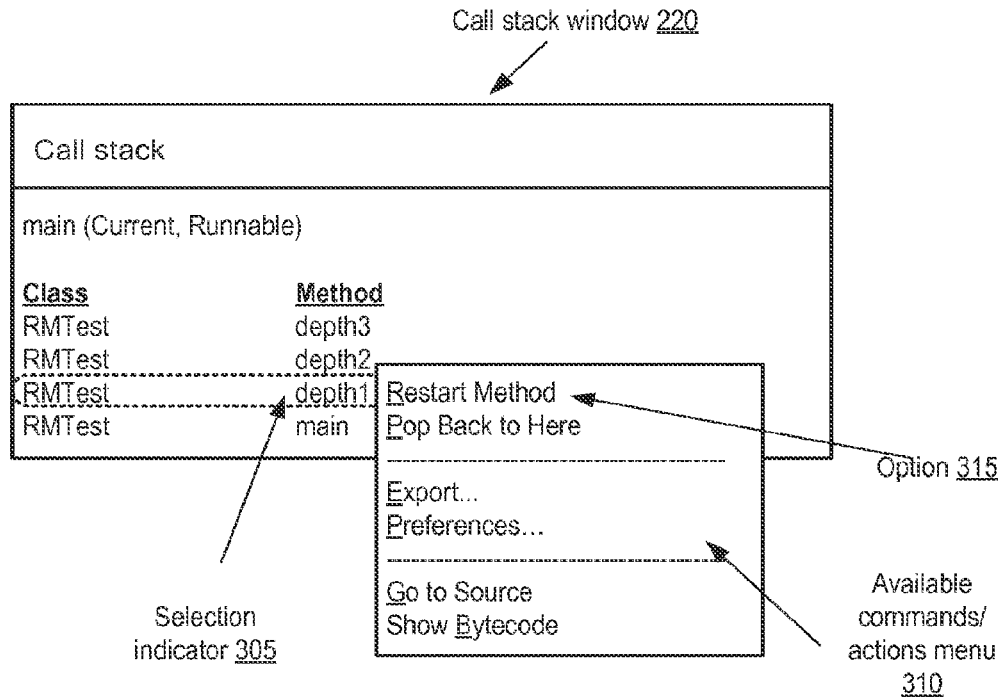 Call stack window 220
Call stack
main (Current, Runnable)
Class Method
RMTest depth3
RMTest depth2
RMTest depth1
RMTest main
Restart Method
Pop Back to Here
Export...
Preferences...
Go to Source
Show Bytecode
Option 315
Selection
indicator 305
Available
commands/
actions menu
310